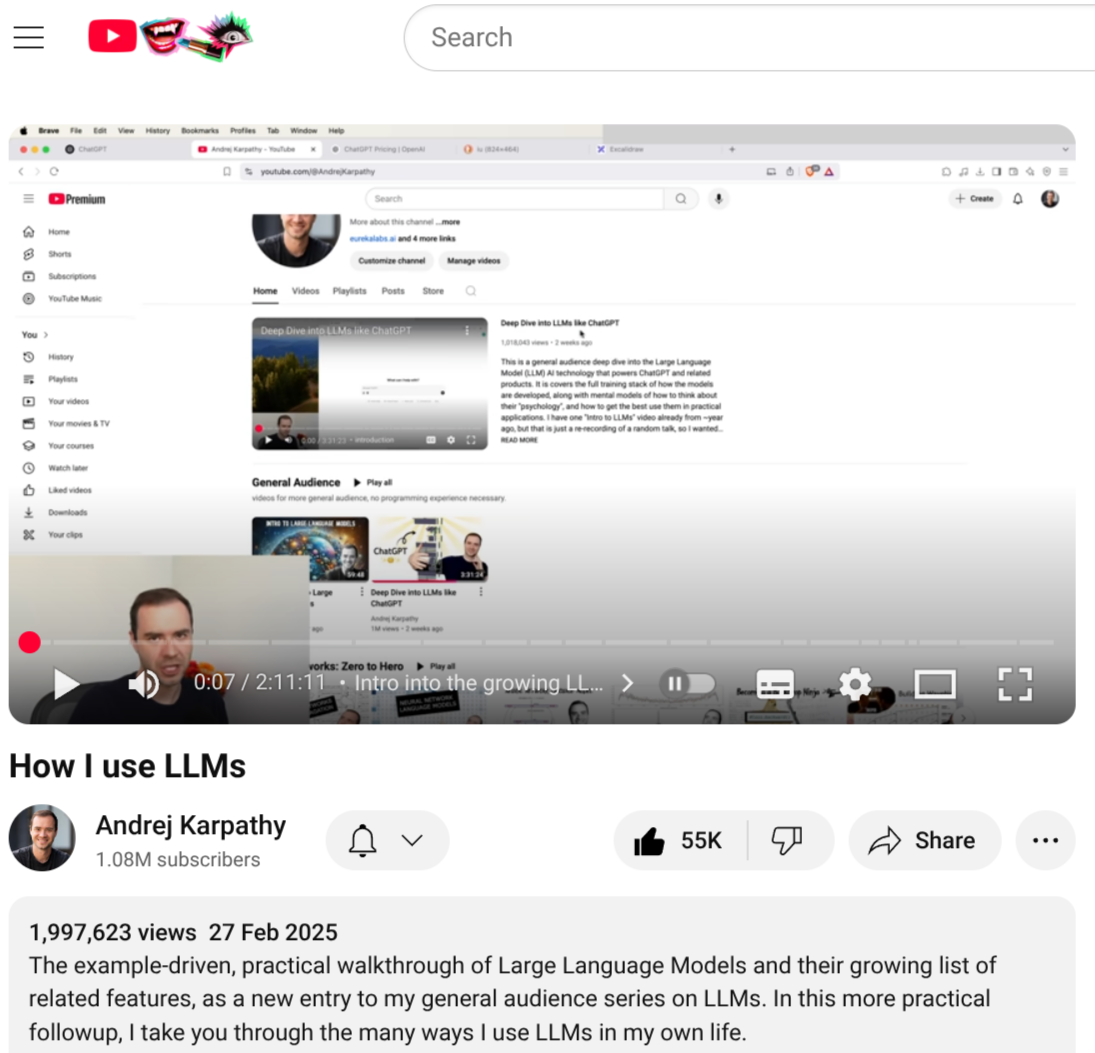 Search
Brave File Edit View History Bookmarks Profiles Tab Window Help
ChatGPT
Andrej Karpathy - YouTube
ChatGPT Pricing | OpenAI
iu (824×464)
Excalidraw
youtube.com/@AndrejKarpathy
Premium
Search
Create
More about this channel ...more
eurekalabs.ai and 4 more links
Customize channel
Manage videos
Home Videos Playlists Posts Store
Home
Shorts
Subscriptions
YouTube Music
You
History
Playlists
Your videos
Your movies & TV
Your courses
Watch later
Liked videos
Downloads
Your clips
Deep Dive into LLMs like ChatGPT
0:00 / 3:31:23 • Introduction
Deep Dive into LLMs like ChatGPT
1,018,043 views • 2 weeks ago
This is a general audience deep dive into the Large Language
Model (LLM) AI technology that powers ChatGPT and related
products. It is covers the full training stack of how the models
are developed, along with mental models of how to think about
their "psychology", and how to get the best use them in practical
applications. I have one "Intro to LLMs" video already from ~year
ago, but that is just a re-recording of a random talk, so I wanted...
READ MORE
General Audience Play all
videos for more general audience, no programming experience necessary.
INTRO TO LARGE LANGUAGE MODELS
59:48
ChatGPT
3:31:24
Large
ago
Deep Dive into LLMs like
ChatGPT
Andrej Karpathy
1M views • 2 weeks ago
works: Zero to Hero Play all
NEURAL NETWORK
LANGUAGE MODELS
0:07 / 2:11:11 • Intro into the growing LL...
How I use LLMs
Andrej Karpathy
1.08M subscribers
55K
Share
1,997,623 views 27 Feb 2025
The example-driven, practical walkthrough of Large Language Models and their growing list of
related features, as a new entry to my general audience series on LLMs. In this more practical
followup, I take you through the many ways I use LLMs in my own life.